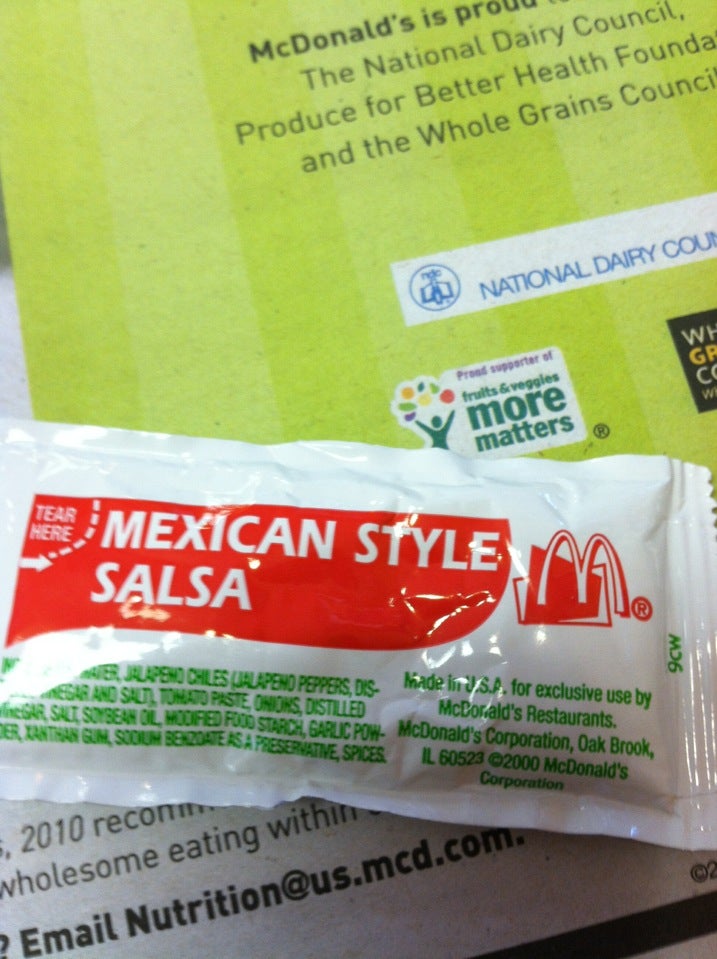 McDonald's is proud
The National Dairy Council,
Produce for Better Health
and the Whole Grains
ndc
NATIONAL DAIRY
Proud supporter of
fruits & veggies
more
matters ®
TEAR
HERE
MEXICAN STYLE
SALSA
®
9CW
WATER, JALAPENO CHILES (JALAPENO PEPPERS, DIS-
VINEGAR AND SALT), TOMATO PASTE, ONIONS, DISTILLED
VINEGAR, SALT, SOYBEAN OIL, MODIFIED FOOD STARCH, GARLIC POW-
DER, XANTHAN GUM, SODIUM BENZOATE AS A PRESERVATIVE, SPICES.
Made in U.S.A. for exclusive use by
McDonald's Restaurants.
McDonald's Corporation, Oak Brook,
IL 60523 ©2000 McDonald's
Corporation
2010
wholesome eating within
? Email Nutrition@us.mcd.com.